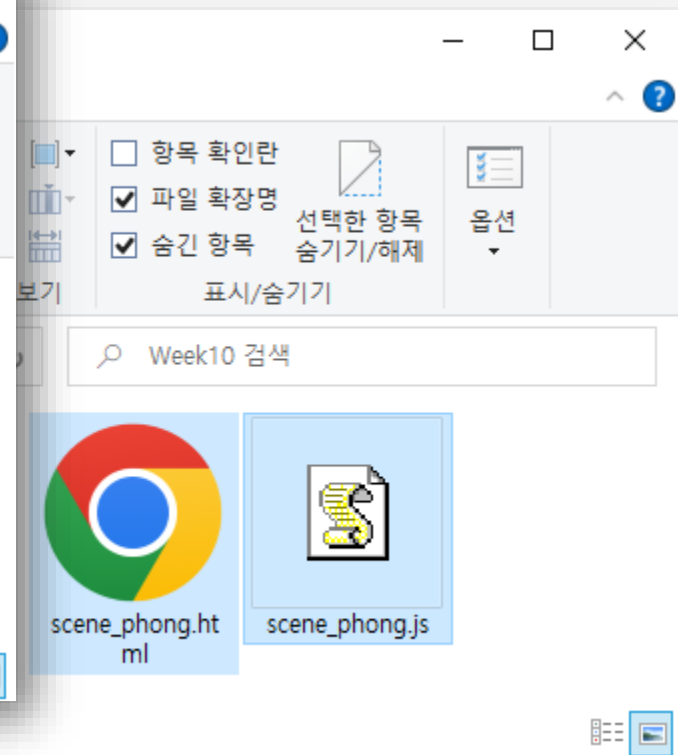 ?
항목 확인란
파일 확장명
숨긴 항목
선택한 항목
숨기기/해제
옵션
보기
표시/숨기기
Week10 검색
scene_phong.ht
ml
scene_phong.js